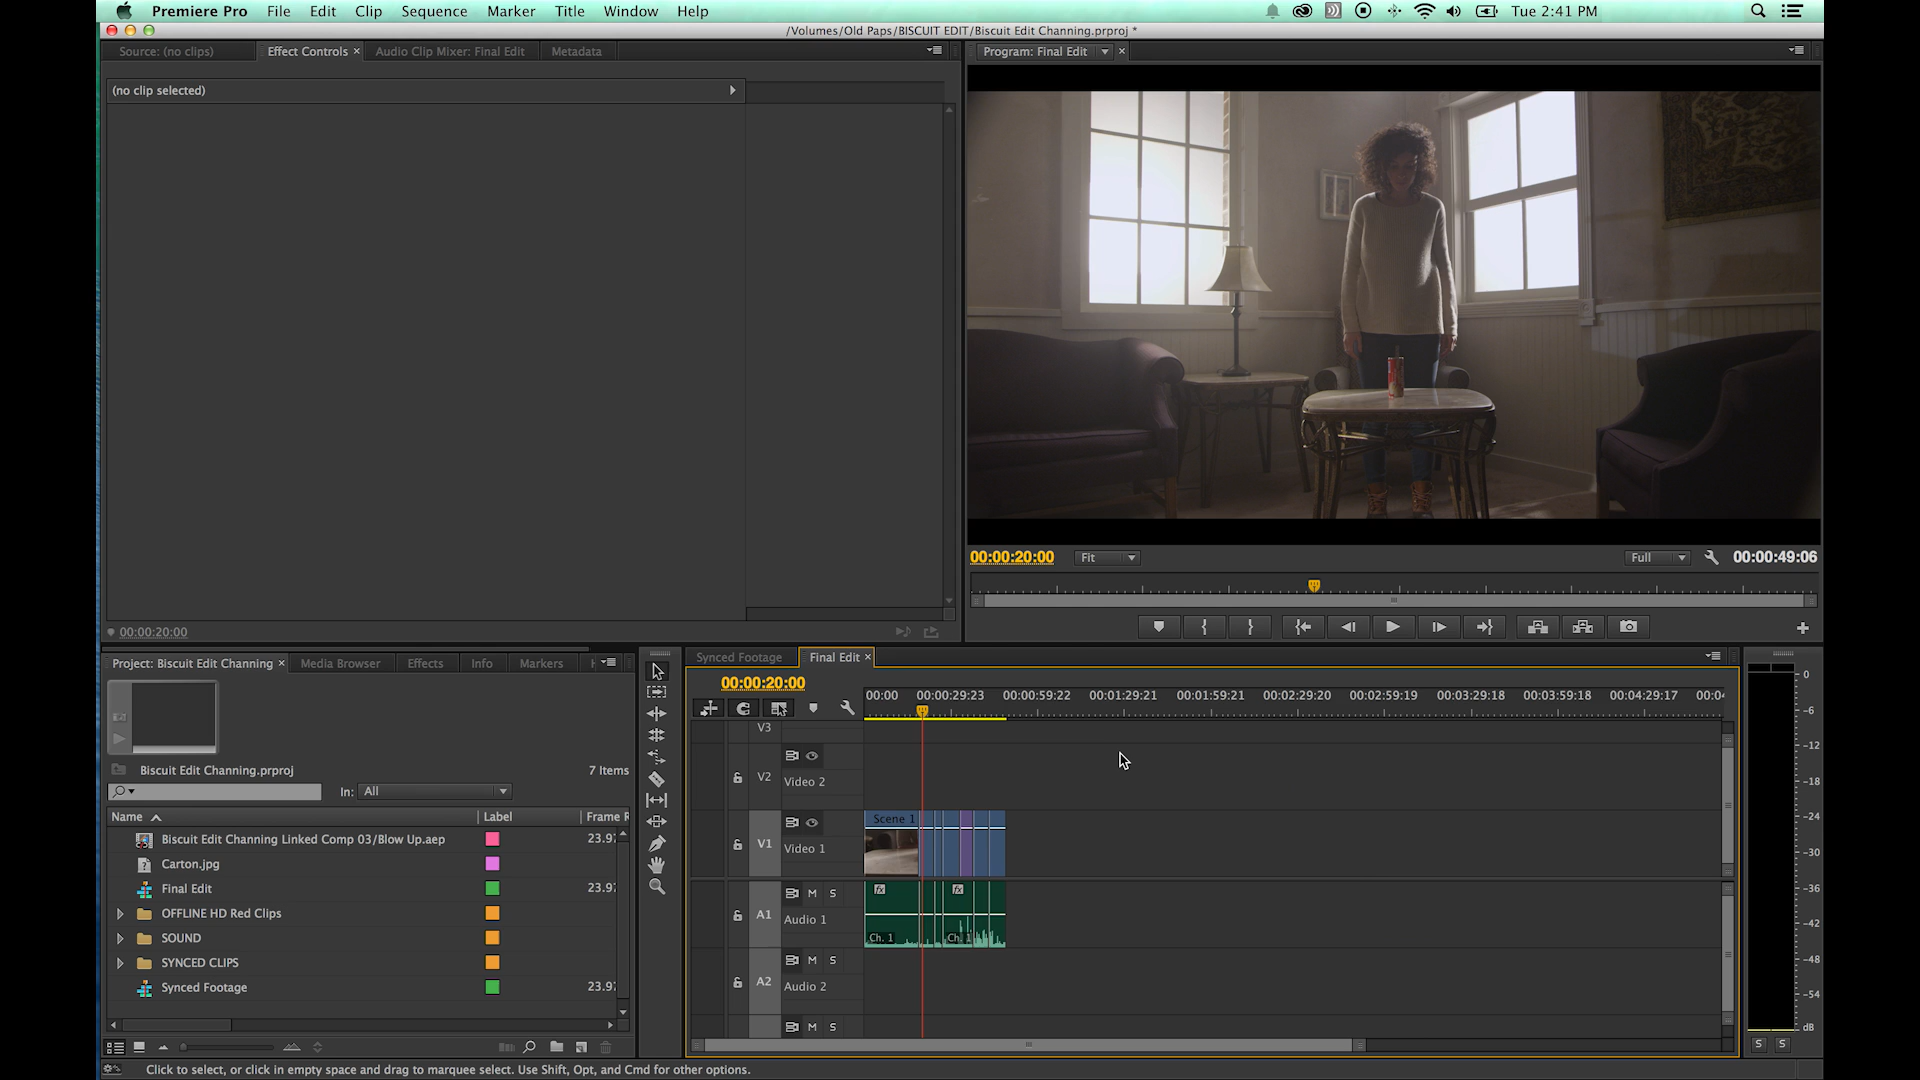 Premiere Pro File Edit Clip Sequence Marker Title Window Help Tue 2:41 PM
/Volumes/Old Paps/BISCUIT EDIT/Biscuit Edit Channing.prproj *
Source: (no clips) Effect Controls × Audio Clip Mixer: Final Edit Metadata
Program: Final Edit ×
(no clip selected)
00:00:20:00 Fit Full 00:00:49:06
00:00:20:00
Project: Biscuit Edit Channing × Media Browser Effects Info Markers
Biscuit Edit Channing.prproj 7 Items
In: All
Name Label Frame R
Biscuit Edit Channing Linked Comp 03/Blow Up.aep 23.97
Carton.jpg
Final Edit 23.97
OFFLINE HD Red Clips
SOUND
SYNCED CLIPS
Synced Footage 23.97
Synced Footage Final Edit ×
00:00:20:00
00:00 00:00:29:23 00:00:59:22 00:01:29:21 00:01:59:21 00:02:29:20 00:02:59:19 00:03:29:18 00:03:59:18 00:04:29:17 00:04
V3
V2 Video 2
Scene 1
V1 Video 1
M S
fx fx
A1 Audio 1
Ch. 1 Ch. 1
M S
A2 Audio 2
M S
0
-6
-12
-18
-24
-30
-36
-42
-48
-54
dB
S S
Click to select, or click in empty space and drag to marquee select. Use Shift, Opt, and Cmd for other options.